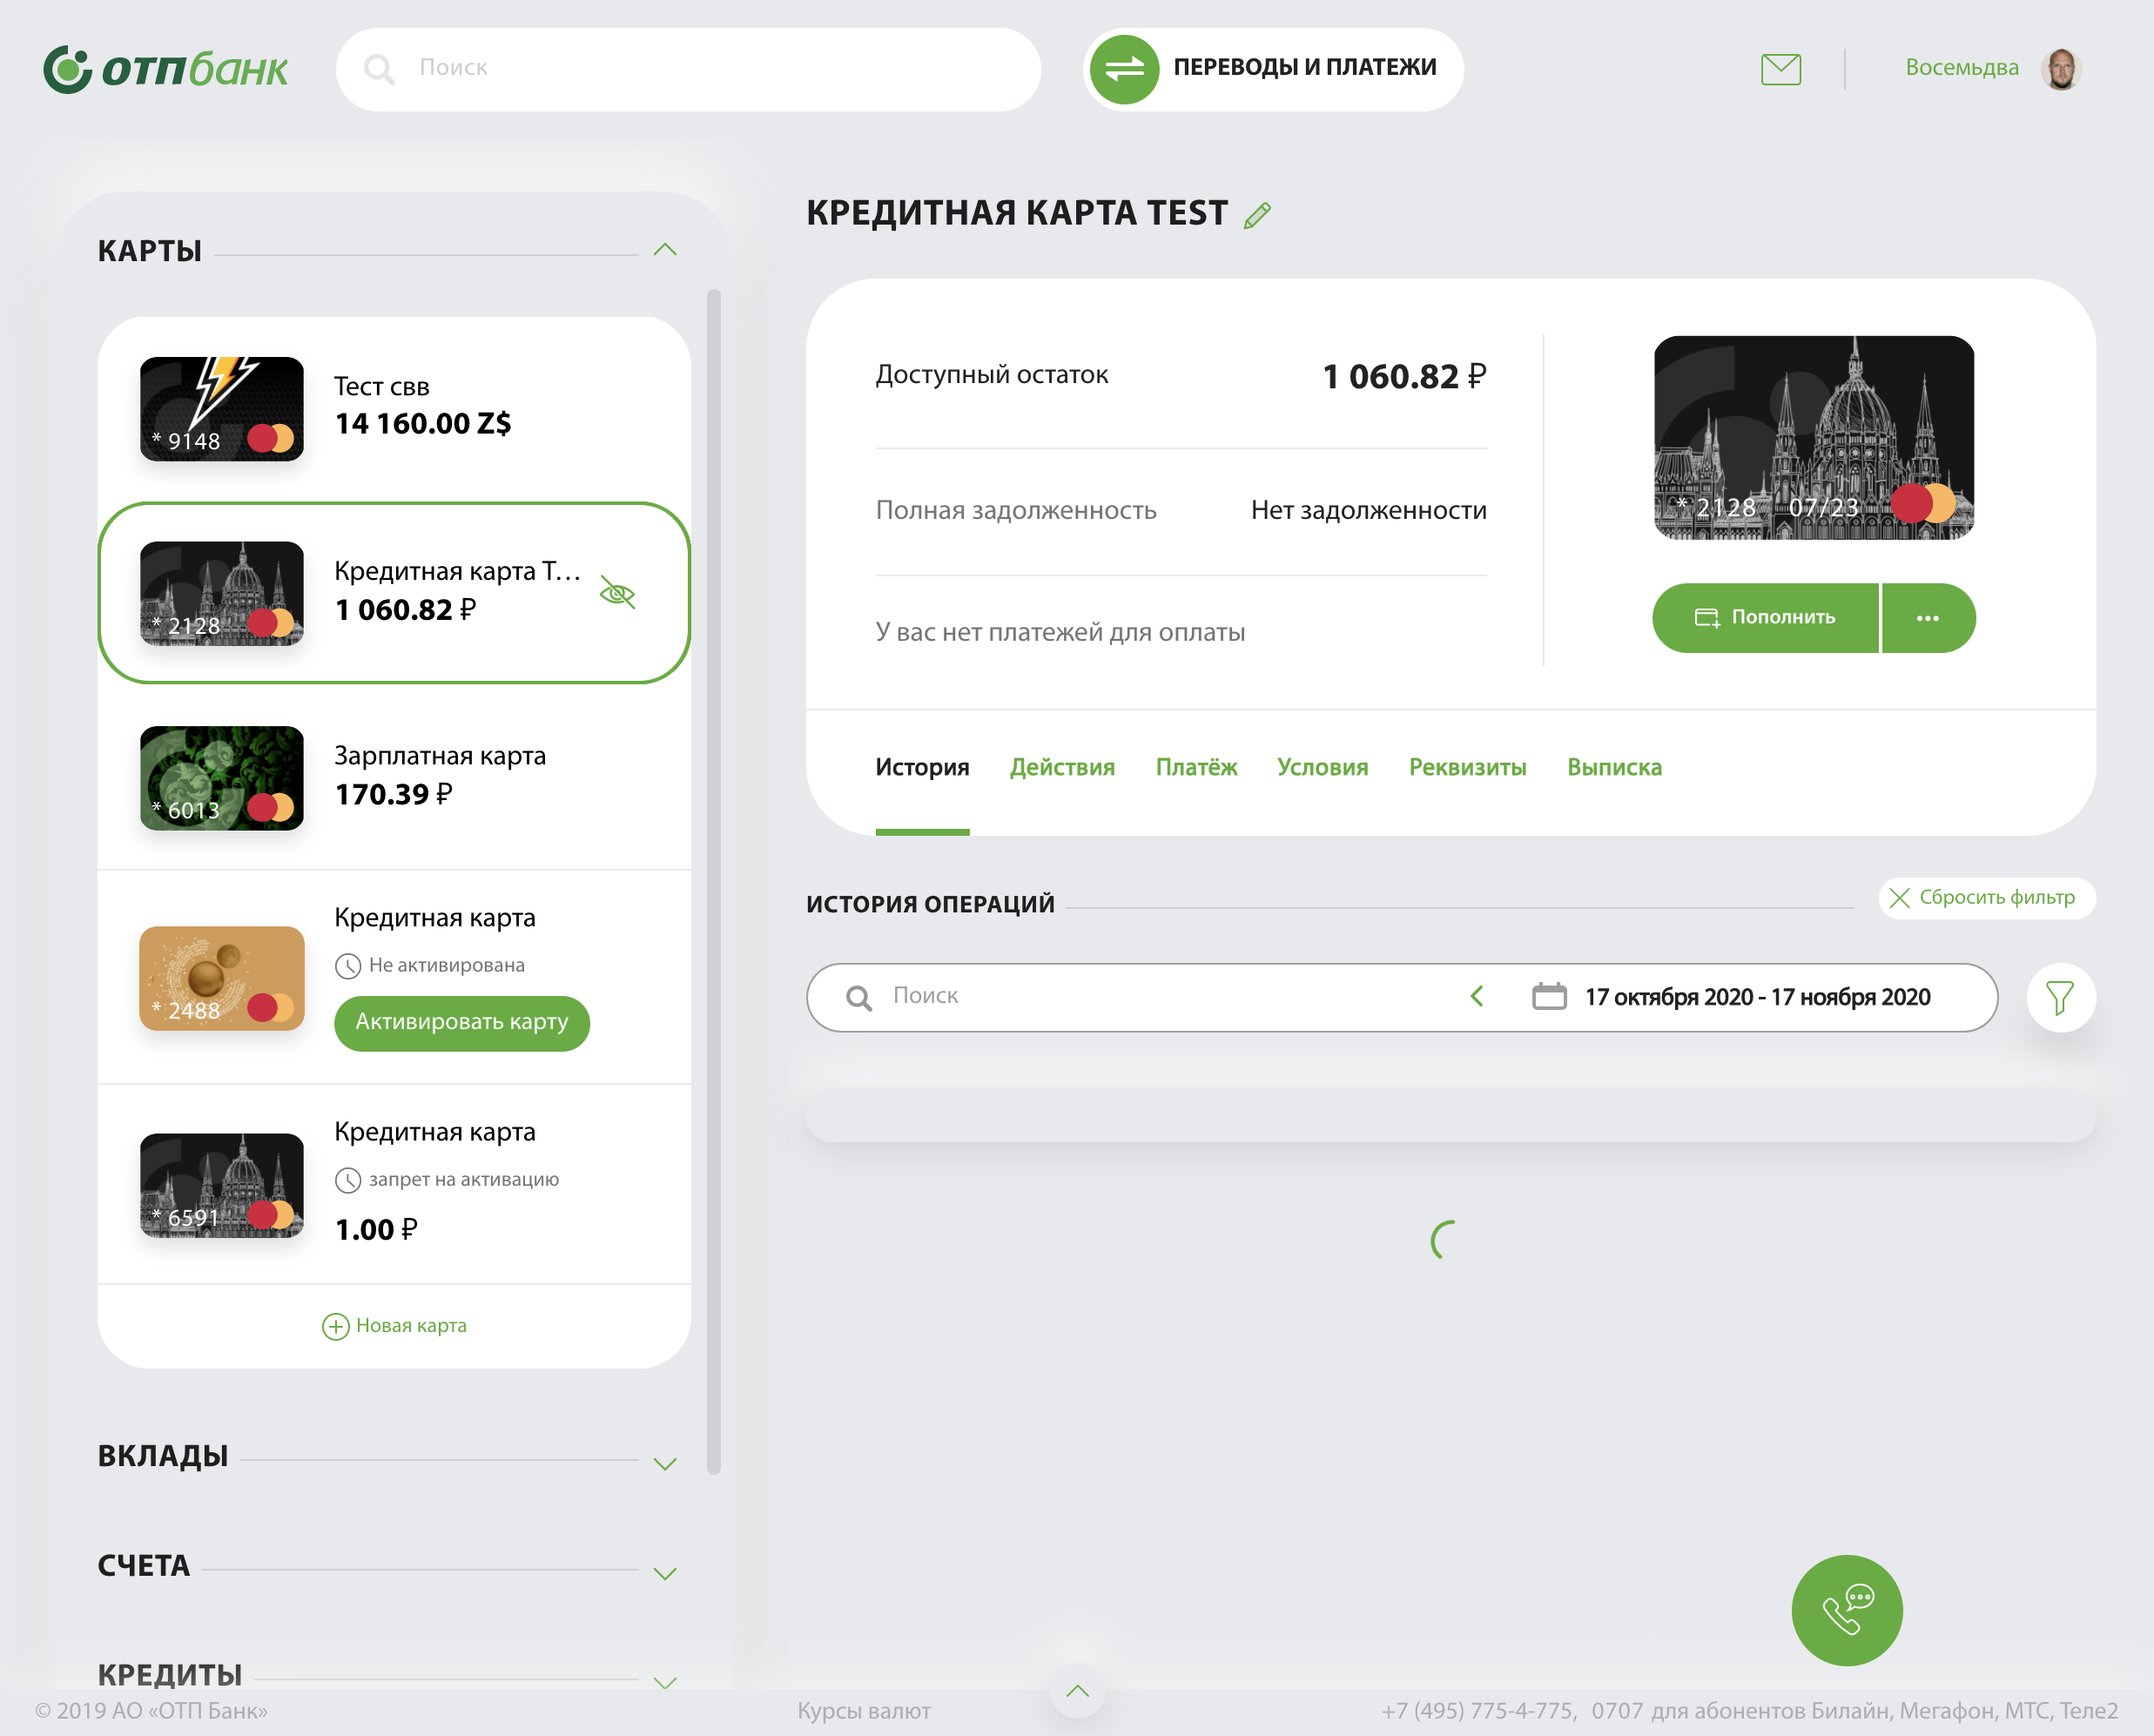 отпбанк
Поиск
ПЕРЕВОДЫ И ПЛАТЕЖИ
Восемьдва
КАРТЫ
* 9148
Тест свв
14 160.00 Z$
* 2128
Кредитная карта Т...
1 060.82 ₽
* 6013
Зарплатная карта
170.39 ₽
* 2488
Кредитная карта
Не активирована
Активировать карту
* 6591
Кредитная карта
запрет на активацию
1.00 ₽
Новая карта
ВКЛАДЫ
СЧЕТА
КРЕДИТЫ
КРЕДИТНАЯ КАРТА TEST
Доступный остаток 1 060.82 ₽
Полная задолженность Нет задолженности
У вас нет платежей для оплаты
* 2128 07/23
Пополнить
История Действия Платёж Условия Реквизиты Выписка
ИСТОРИЯ ОПЕРАЦИЙ
Сбросить фильтр
Поиск
17 октября 2020 - 17 ноября 2020
© 2019 АО «ОТП Банк»
Курсы валют
+7 (495) 775-4-775, 0707 для абонентов Билайн, Мегафон, МТС, Теле2